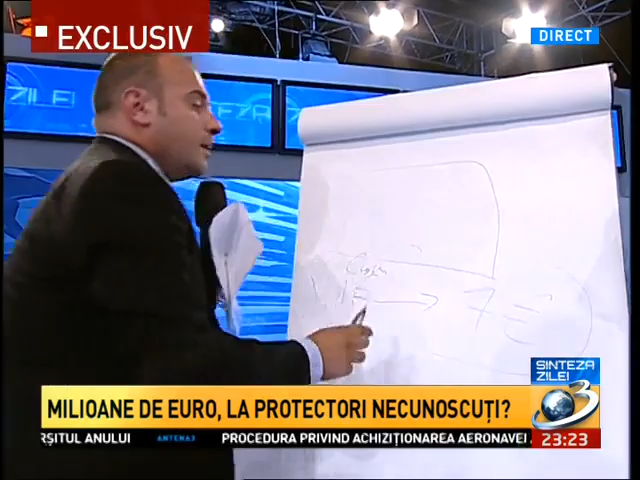 EXCLUSIV
DIRECT
ZILEI
SINTEZA
ZILEI
MILIOANE DE EURO, LA PROTECTORI NECUNOSCUȚI?
3
RȘITUL ANULUI ANTENA3 PROCEDURA PRIVIND ACHIZIȚIONAREA AERONAVEI
23:23